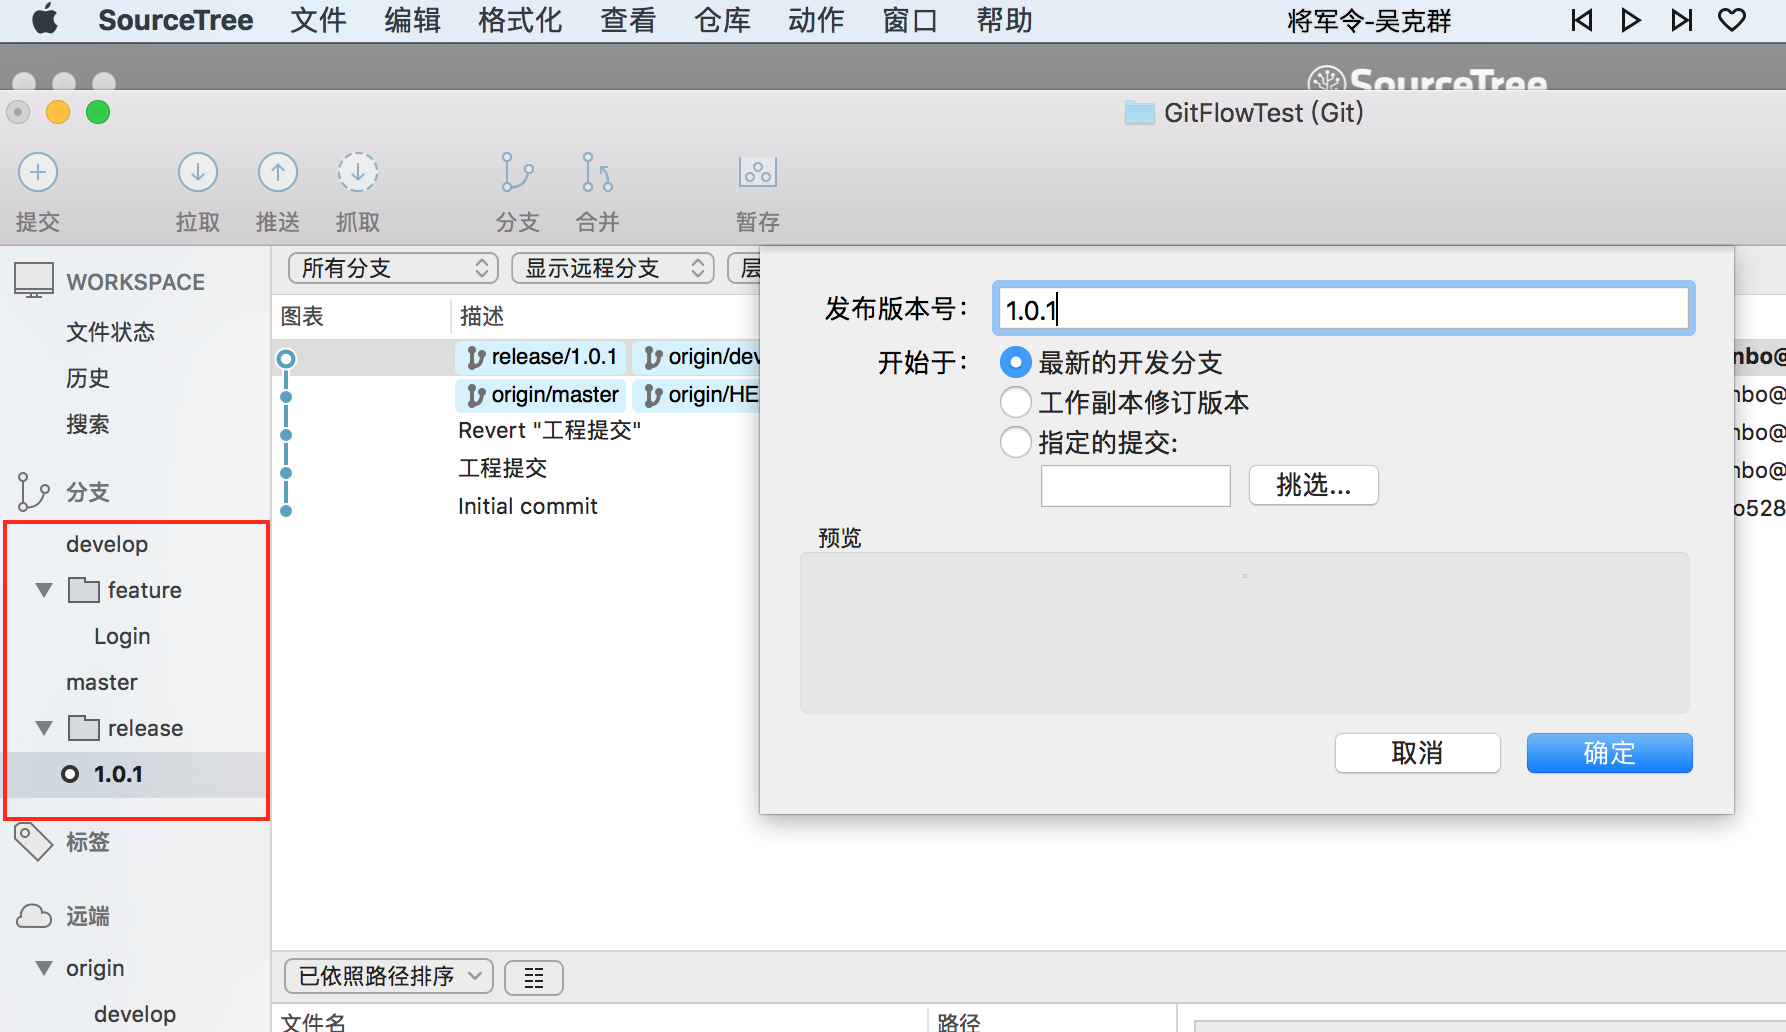 SourceTree 文件 编辑 格式化 查看 仓库 动作 窗口 帮助 将军令-吴克群
SourceTree
GitFlowTest (Git)
提交 拉取 推送 抓取 分支 合并 暂存
WORKSPACE
文件状态
历史
搜索
分支
develop
feature
Login
master
release
1.0.1
标签
远端
origin
develop
所有分支 显示远程分支 层
图表 描述
release/1.0.1 origin/dev
origin/master origin/HE
Revert "工程提交"
工程提交
Initial commit
发布版本号：
1.0.1
开始于：
最新的开发分支
工作副本修订版本
指定的提交:
挑选...
预览
取消 确定
nbo@
nbo@
nbo@
nbo@
o528
已依照路径排序
文件名 路径